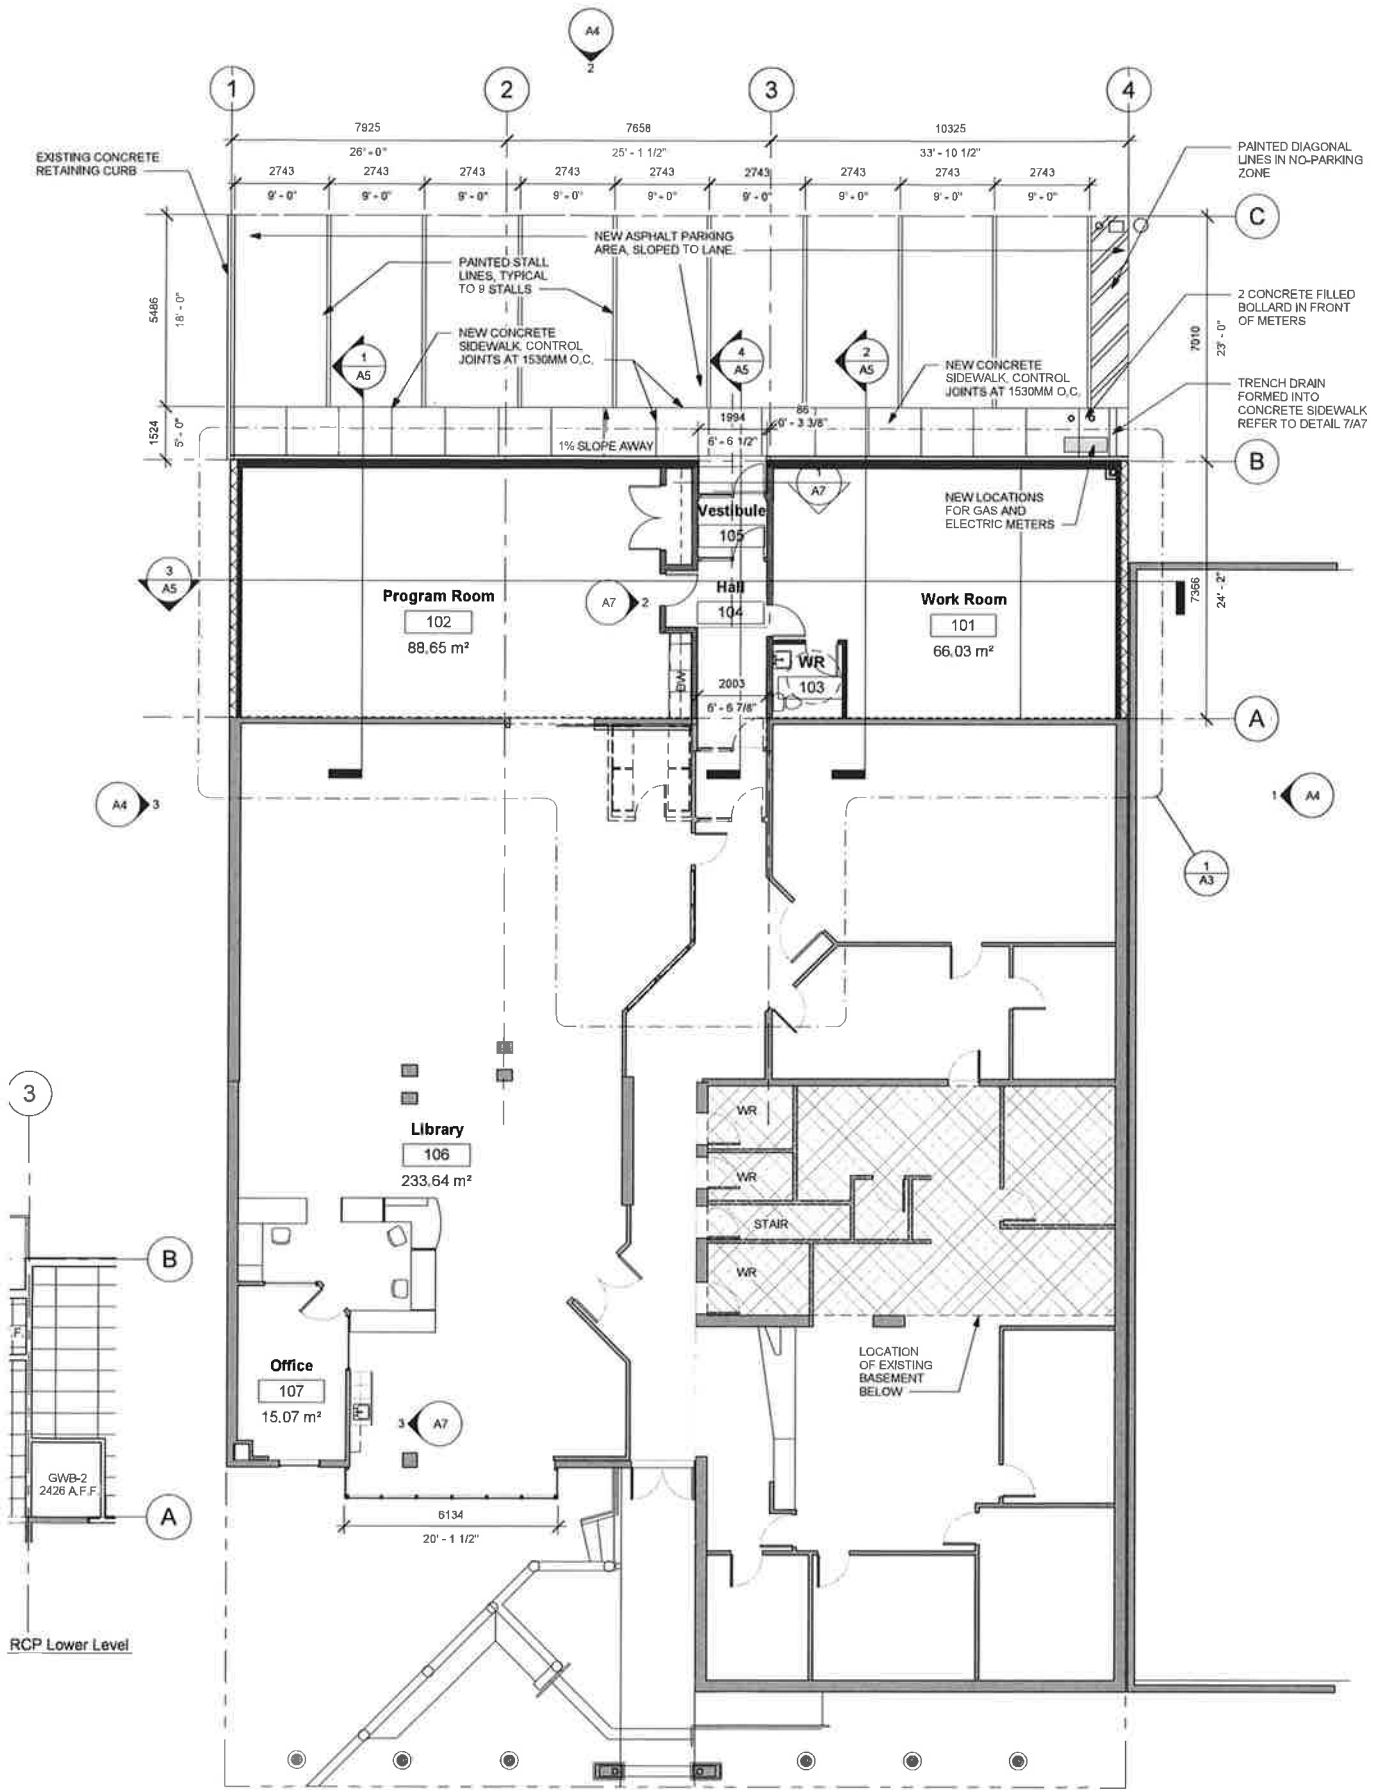 A4
2
1
2
3
4
7925
7658
10325
26' - 0"
25' - 1 1/2"
33' - 10 1/2"
EXISTING CONCRETE
RETAINING CURB
PAINTED DIAGONAL
LINES IN NO-PARKING
ZONE
2743
2743
2743
2743
2743
2743
2743
2743
2743
9' - 0"
9' - 0"
9' - 0"
9' - 0"
9' - 0"
9' - 0"
9' - 0"
9' - 0"
9' - 0"
C
NEW ASPHALT PARKING
AREA, SLOPED TO LANE.
PAINTED STALL
LINES, TYPICAL
TO 9 STALLS
5486
18' - 0"
7010
23' - 0"
2 CONCRETE FILLED
BOLLARD IN FRONT
OF METERS
NEW CONCRETE
SIDEWALK, CONTROL
JOINTS AT 1530MM O.C.
1
A5
4
A5
2
A5
NEW CONCRETE
SIDEWALK, CONTROL
JOINTS AT 1530MM O.C.
TRENCH DRAIN
FORMED INTO
CONCRETE SIDEWALK
REFER TO DETAIL 7/A7
1524
5' - 0"
1994
6' - 6 1/2"
86
0' - 3 3/8"
1% SLOPE AWAY
B
1
A7
NEW LOCATIONS
FOR GAS AND
ELECTRIC METERS
Vestibule
105
3
A5
Hall
104
A7
2
Program Room
102
88.65 m²
Work Room
101
66.03 m²
7366
24' - 2"
WR
103
DW
2003
6' - 6 7/8"
A
A4
3
1
A4
1
A3
3
WR
Library
106
233.64 m²
WR
STAIR
B
WR
F.
LOCATION
OF EXISTING
BASEMENT
BELOW
Office
107
15.07 m²
3
A7
GWB-2
2426 A.F.F.
A
6134
20' - 1 1/2"
RCP Lower Level